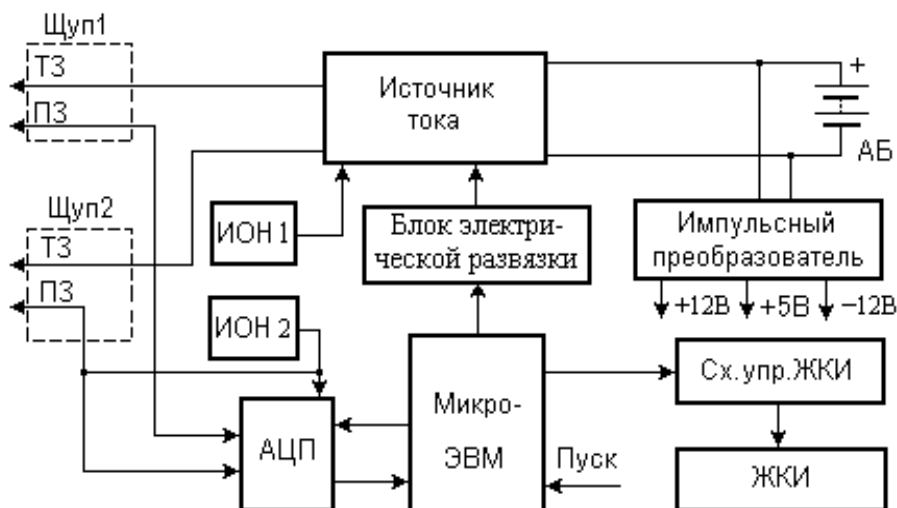 Щуп1
ТЗ
ПЗ
Источник
тока
+
АБ
Щуп2
ТЗ
ПЗ
ИОН 1
Блок электри-
ческой развязки
Импульсный
преобразователь
+12В
+5В
−12В
ИОН 2
Микро-
ЭВМ
Сх.упр.ЖКИ
АЦП
Пуск
ЖКИ